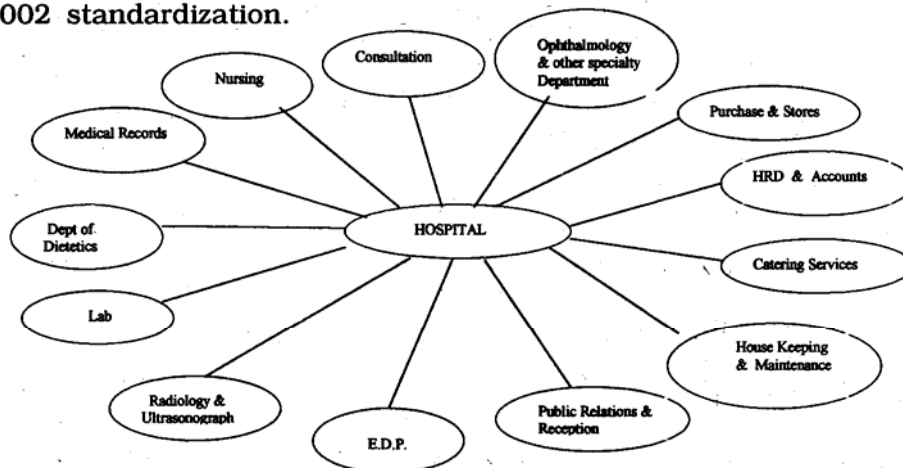 002 standardization.
Ophthalmology
& other specialty
Department
Consultation
Nursing
Purchase & Stores
Medical Records
HRD & Accounts
HOSPITAL
Dept of
Dietetics
Catering Services
Lab
House Keeping
& Maintenance
Radiology &
Ultrasonograph
Public Relations &
Reception
E.D.P.